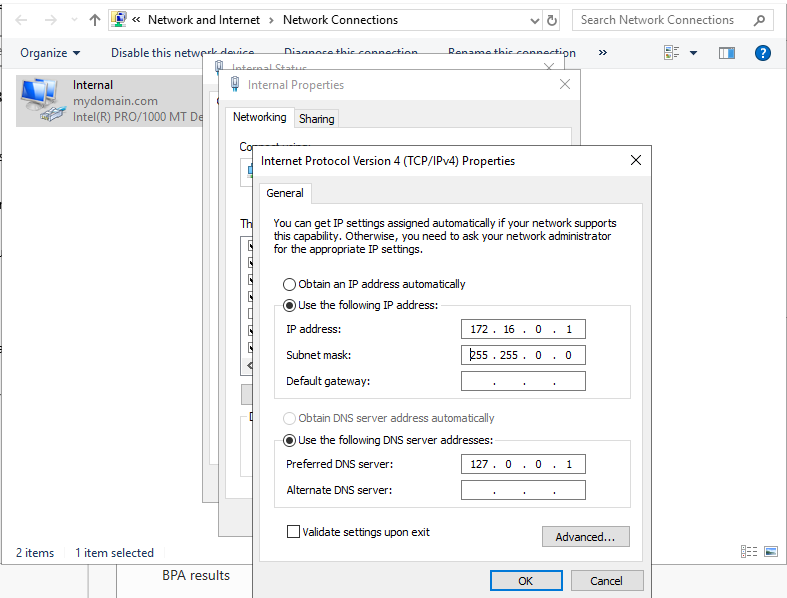 « Network and Internet > Network Connections
Search Network Connections
Organize
Disable this network device
Diagnose this connection
Rename this connection
»
Internal
mydomain.com
Intel(R) PRO/1000 MT De
Internal Status
Internal Properties
Networking
Sharing
Internet Protocol Version 4 (TCP/IPv4) Properties
General
You can get IP settings assigned automatically if your network supports
this capability. Otherwise, you need to ask your network administrator
for the appropriate IP settings.
Obtain an IP address automatically
Use the following IP address:
IP address:
172 . 16 . 0 . 1
Subnet mask:
255 . 255 . 0 . 0
Default gateway:
. . .
Obtain DNS server address automatically
Use the following DNS server addresses:
Preferred DNS server:
127 . 0 . 0 . 1
Alternate DNS server:
. . .
Validate settings upon exit
Advanced...
OK
Cancel
2 items
1 item selected
BPA results